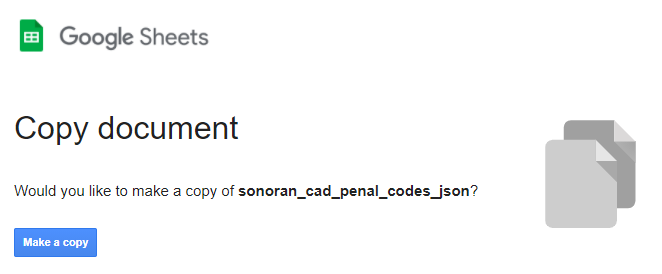 Google Sheets
Copy document
Would you like to make a copy of sonoran_cad_penal_codes_json?
Make a copy